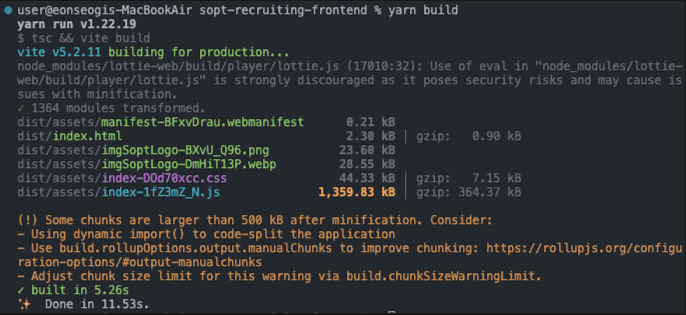 user@eonseogis-MacBookAir sopt-recruiting-frontend % yarn build
yarn run v1.22.19
$ tsc && vite build
vite v5.2.11 building for production...
node_modules/lottie-web/build/player/lottie.js (17010:32): Use of eval in "node_modules/lottie-
web/build/player/lottie.js" is strongly discouraged as it poses security risks and may cause is
sues with minification.
✓ 1364 modules transformed.
dist/assets/manifest-BFxvDrau.webmanifest 0.21 kB
dist/index.html 2.30 kB │ gzip: 0.90 kB
dist/assets/imgSoptLogo-BXvU_Q96.png 23.60 kB
dist/assets/imgSoptLogo-DmHiT13P.webp 28.55 kB
dist/assets/index-DOd70xcc.css 44.33 kB │ gzip: 7.15 kB
dist/assets/index-1fZ3mZ_N.js 1,359.83 kB │ gzip: 364.37 kB
(!) Some chunks are larger than 500 kB after minification. Consider:
- Using dynamic import() to code-split the application
- Use build.rollupOptions.output.manualChunks to improve chunking: https://rollupjs.org/configu
ration-options/#output-manualchunks
- Adjust chunk size limit for this warning via build.chunkSizeWarningLimit.
✓ built in 5.26s
✨ Done in 11.53s.